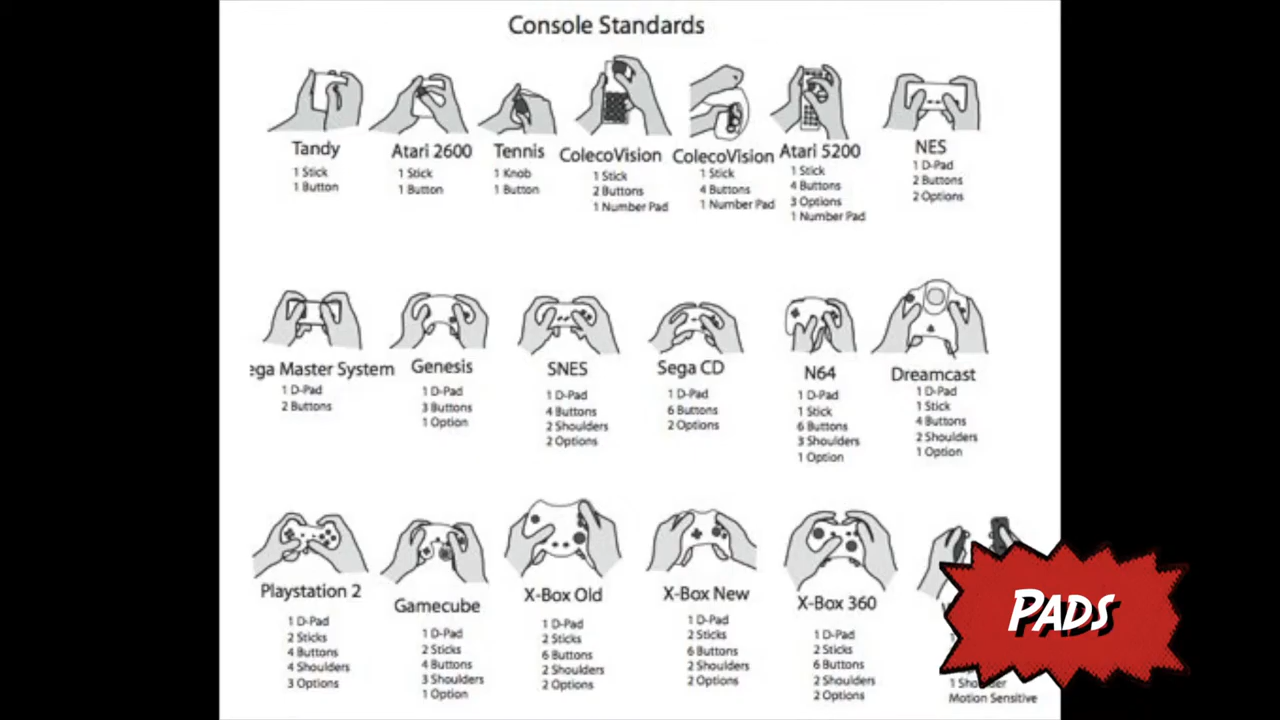 Console Standards
Tandy
1 Stick
1 Button
Atari 2600
1 Stick
1 Button
Tennis
1 Knob
1 Button
ColecoVision
1 Stick
2 Buttons
1 Number Pad
ColecoVision
1 Stick
4 Buttons
1 Number Pad
Atari 5200
1 Stick
4 Buttons
3 Options
1 Number Pad
NES
1 D-Pad
2 Buttons
2 Options
ega Master System
1 D-Pad
2 Buttons
Genesis
1 D-Pad
3 Buttons
1 Option
SNES
1 D-Pad
4 Buttons
2 Shoulders
2 Options
Sega CD
1 D-Pad
6 Buttons
2 Options
N64
1 D-Pad
1 Stick
6 Buttons
3 Shoulders
1 Option
Dreamcast
1 D-Pad
1 Stick
4 Buttons
2 Shoulders
1 Option
Playstation 2
1 D-Pad
2 Sticks
4 Buttons
4 Shoulders
3 Options
Gamecube
1 D-Pad
2 Sticks
4 Buttons
3 Shoulders
1 Option
X-Box Old
1 D-Pad
2 Sticks
6 Buttons
2 Shoulders
2 Options
X-Box New
1 D-Pad
2 Sticks
6 Buttons
2 Shoulders
2 Options
X-Box 360
1 D-Pad
2 Sticks
6 Buttons
2 Shoulders
2 Options
Motion Sensitive
PADS